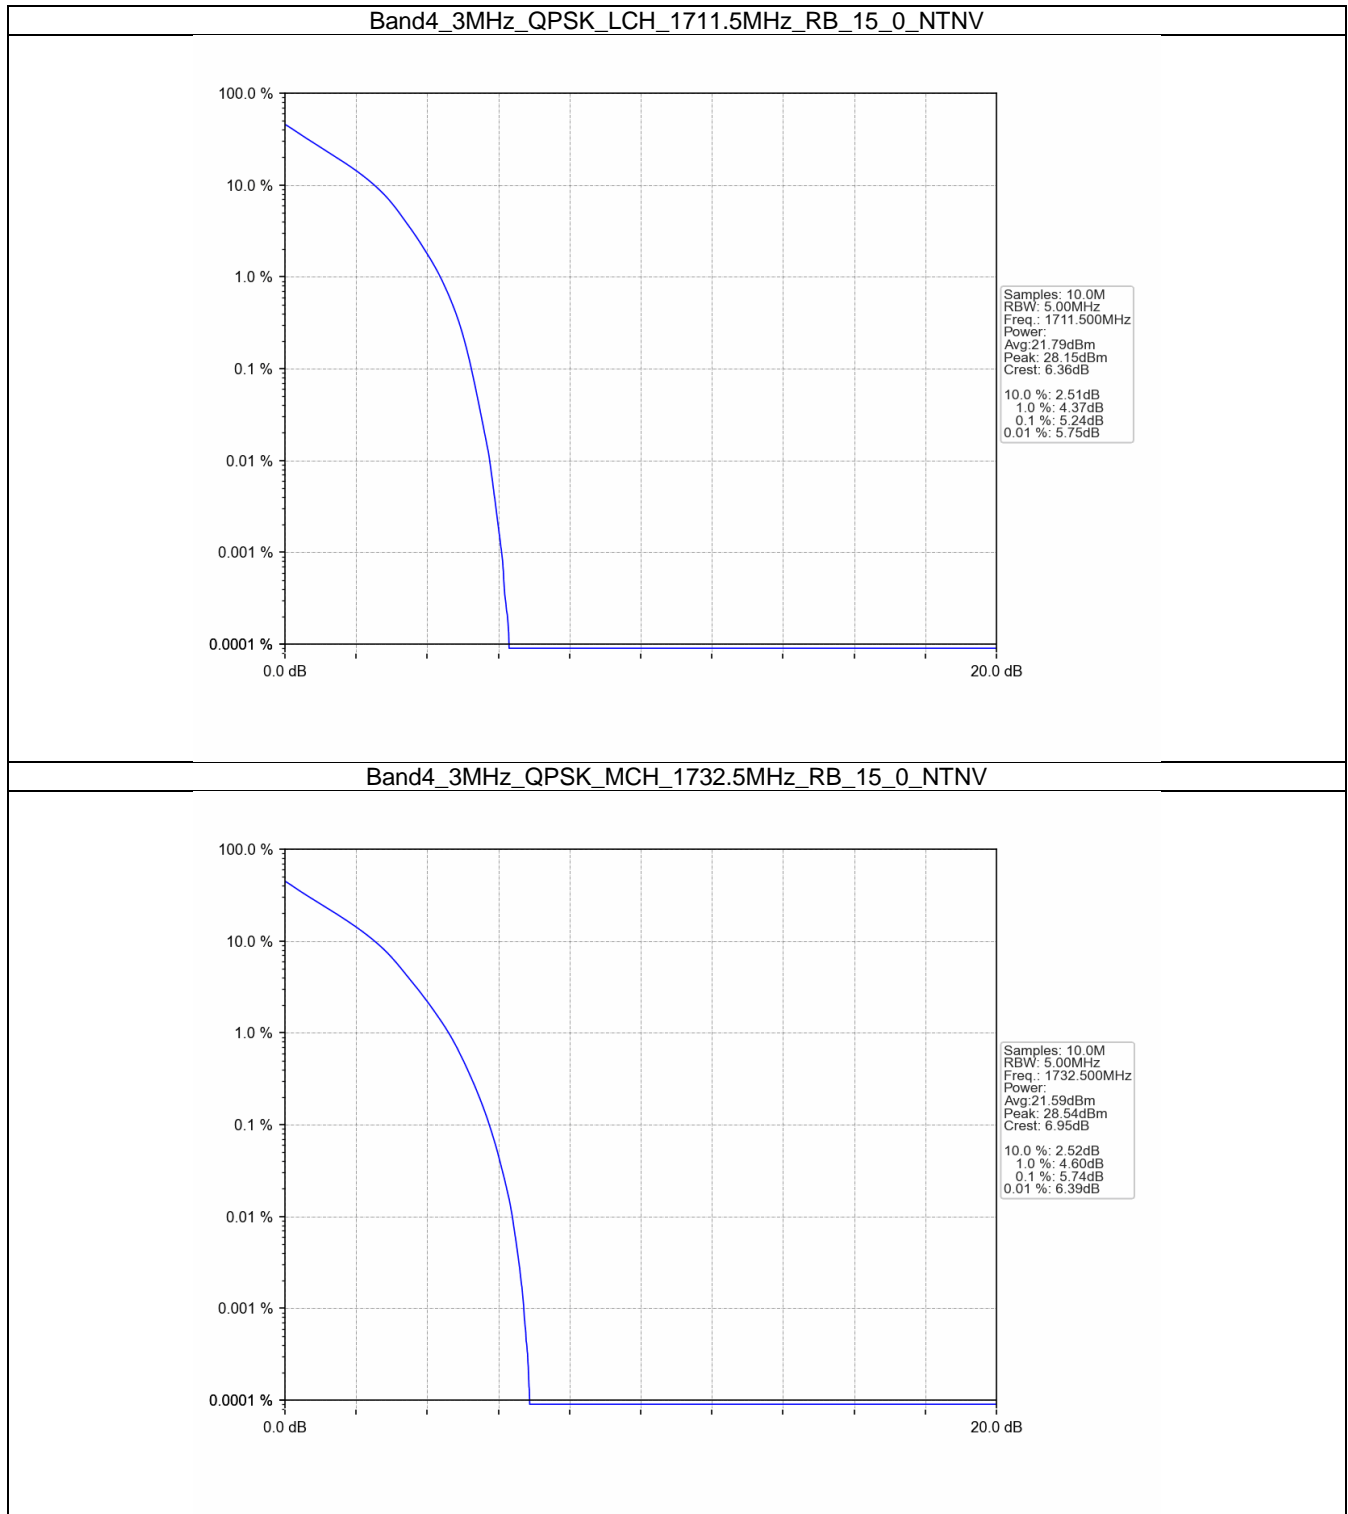 Band4_3MHz_QPSK_LCH_1711.5MHz_RB_15_0_NTNV
100.0 %
10.0 %
1.0 %
0.1 %
0.01 %
0.001 %
0.0001 %
0.0 dB
20.0 dB
Samples: 10.0M
RBW: 5.00MHz
Freq.: 1711.500MHz
Power:
Avg:21.79dBm
Peak: 28.15dBm
Crest: 6.36dB
10.0 %: 2.51dB
1.0 %: 4.37dB
0.1 %: 5.24dB
0.01 %: 5.75dB
Band4_3MHz_QPSK_MCH_1732.5MHz_RB_15_0_NTNV
100.0 %
10.0 %
1.0 %
0.1 %
0.01 %
0.001 %
0.0001 %
0.0 dB
20.0 dB
Samples: 10.0M
RBW: 5.00MHz
Freq.: 1732.500MHz
Power:
Avg:21.59dBm
Peak: 28.54dBm
Crest: 6.95dB
10.0 %: 2.52dB
1.0 %: 4.60dB
0.1 %: 5.74dB
0.01 %: 6.39dB